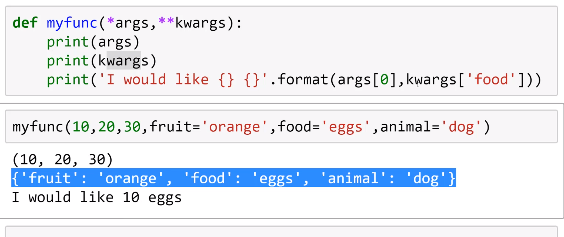 def myfunc(*args,**kwargs):
    print(args)
    print(kwargs)
    print('I would like {} {}'.format(args[0],kwargs['food']))
myfunc(10,20,30,fruit='orange',food='eggs',animal='dog')
(10, 20, 30)
{'fruit': 'orange', 'food': 'eggs', 'animal': 'dog'}
I would like 10 eggs